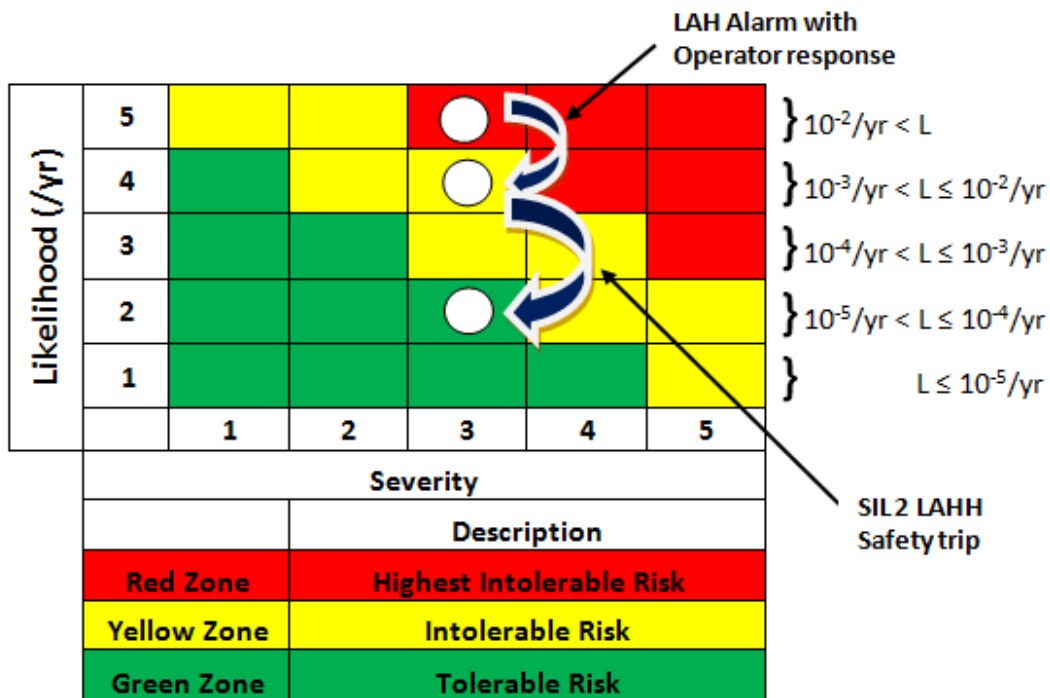 LAH Alarm with
Operator response
Likelihood (/yr)
5
} 10⁻²/yr < L
4
} 10⁻³/yr < L ≤ 10⁻²/yr
3
} 10⁻⁴/yr < L ≤ 10⁻³/yr
2
} 10⁻⁵/yr < L ≤ 10⁻⁴/yr
1
} L ≤ 10⁻⁵/yr
1 2 3 4 5
Severity
SIL2 LAHH
Safety trip
Description
Red Zone Highest Intolerable Risk
Yellow Zone Intolerable Risk
Green Zone Tolerable Risk